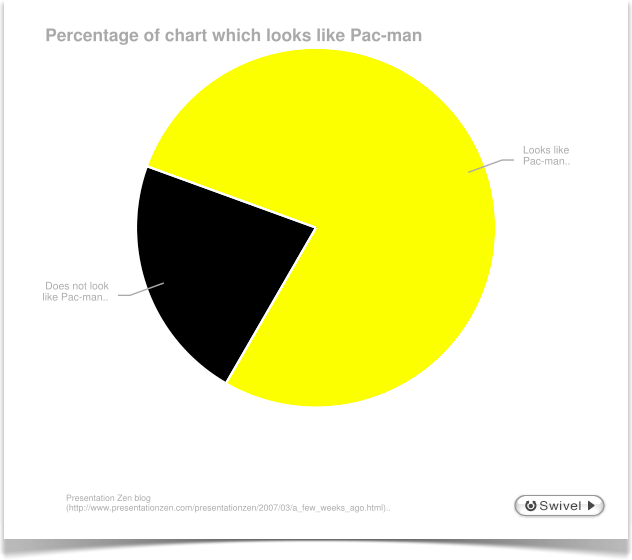 Percentage of chart which looks like Pac-man
Looks like
Pac-man..
Does not look
like Pac-man..
Presentation Zen blog
(http://www.presentationzen.com/presentationzen/2007/03/a_few_weeks_ago.html)..
Swivel